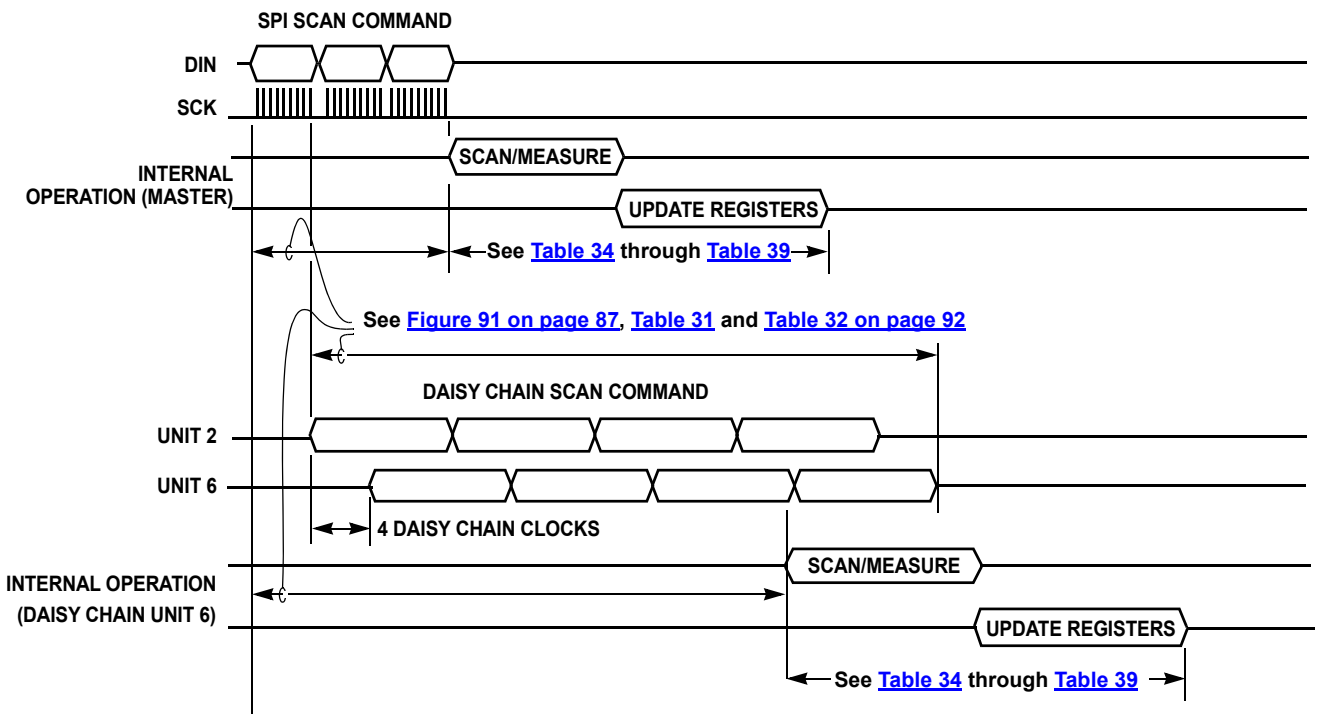 SPI SCAN COMMAND
DIN
SCK
SCAN/MEASURE
INTERNAL
OPERATION (MASTER)
UPDATE REGISTERS
See Table 34 through Table 39
See Figure 91 on page 87, Table 31 and Table 32 on page 92
DAISY CHAIN SCAN COMMAND
UNIT 2
UNIT 6
4 DAISY CHAIN CLOCKS
SCAN/MEASURE
INTERNAL OPERATION
(DAISY CHAIN UNIT 6)
UPDATE REGISTERS
See Table 34 through Table 39